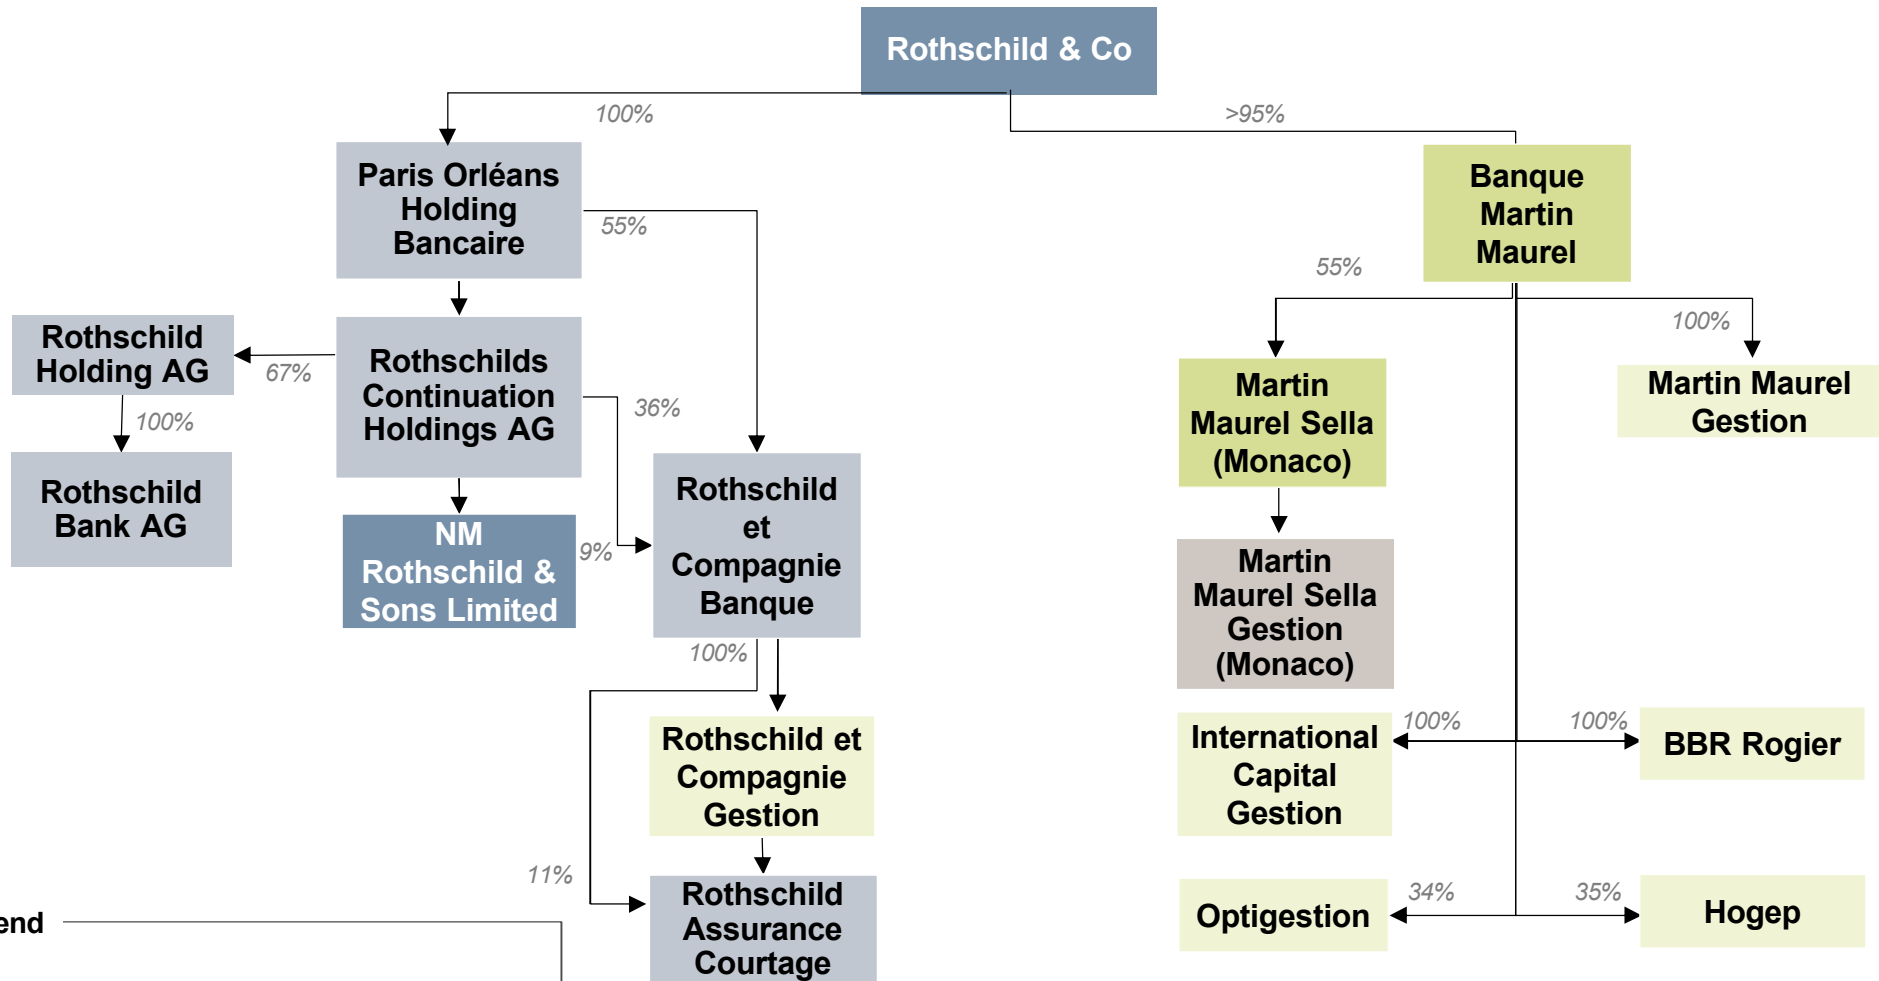 Rothschild & Co
100%
>95%
Paris Orléans
Holding
Bancaire
55%
Banque
Martin
Maurel
55%
100%
Rothschild
Holding AG
67%
Rothschilds
Continuation
Holdings AG
36%
100%
Rothschild
Bank AG
NM
Rothschild &
Sons Limited
9%
Rothschild
et
Compagnie
Banque
100%
Martin
Maurel Sella
(Monaco)
Martin Maurel
Gestion
Martin
Maurel Sella
Gestion
(Monaco)
Rothschild et
Compagnie
Gestion
International
Capital
Gestion
100%
100%
BBR Rogier
11%
Rothschild
Assurance
Courtage
Optigestion
34%
35%
Hogep
end